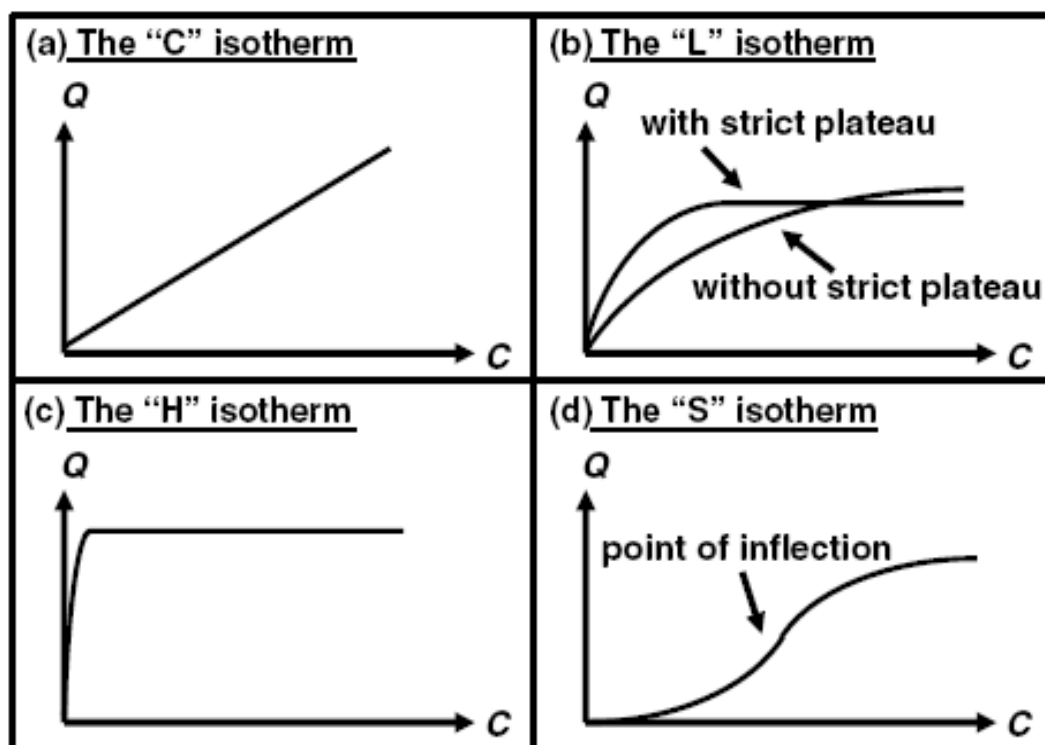 (a) The “C” isotherm
Q
C
(b) The “L” isotherm
Q
with strict plateau
without strict plateau
C
(c) The “H” isotherm
Q
C
(d) The “S” isotherm
Q
point of inflection
C